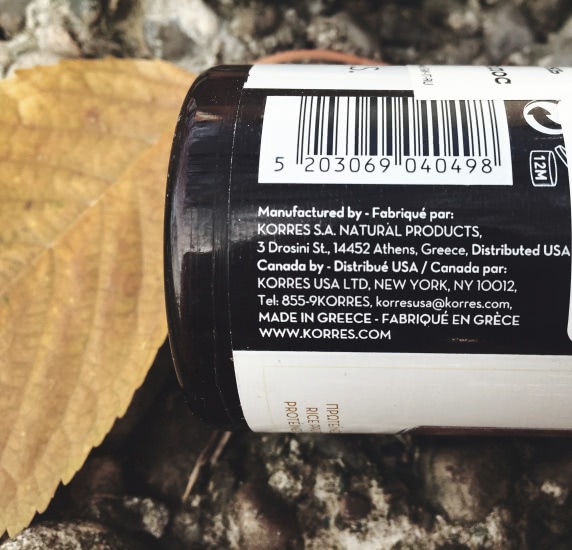 5 203069 040498
12M
Manufactured by - Fabriqué par:
KORRES S.A. NATURAL PRODUCTS,
3 Drosini St., 14452 Athens, Greece, Distributed USA
Canada by - Distribué USA / Canada par:
KORRES USA LTD, NEW YORK, NY 10012,
Tel: 855-9KORRES, korresusa@korres.com,
MADE IN GREECE - FABRIQUÉ EN GRÈCE
WWW.KORRES.COM
RICE